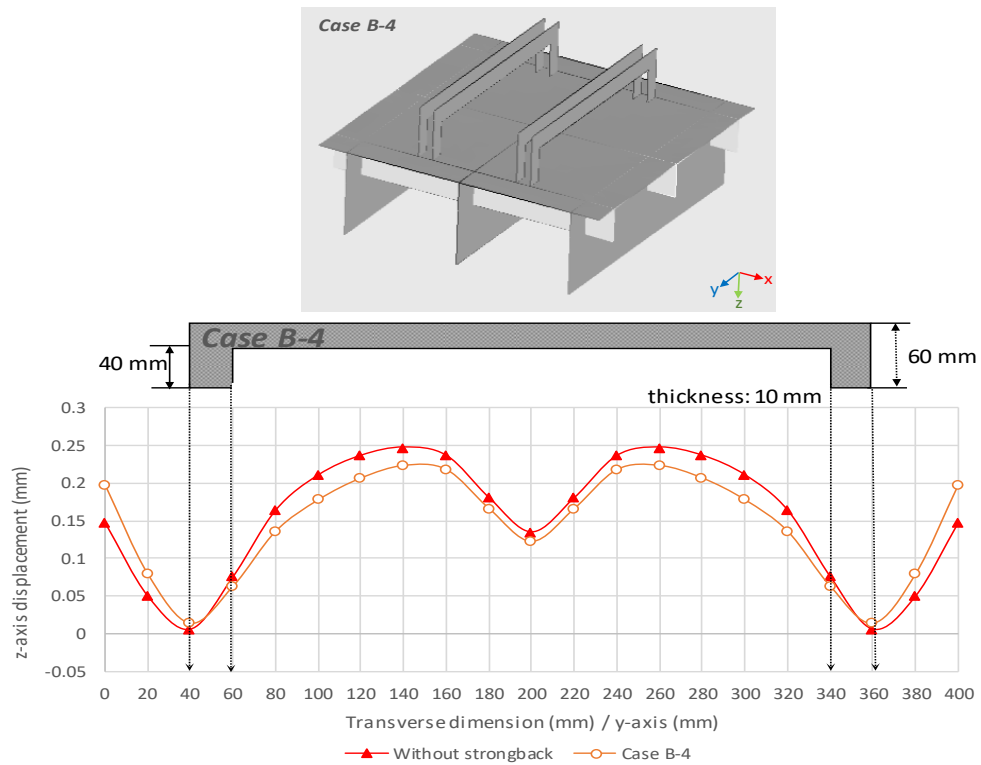 Case B-4
y
x
z
Case B-4
40 mm
60 mm
thickness: 10 mm
z-axis displacement (mm)
0.3
0.25
0.2
0.15
0.1
0.05
0
-0.05
0 20 40 60 80 100 120 140 160 180 200 220 240 260 280 300 320 340 360 380 400
Transverse dimension (mm) / y-axis (mm)
Without strongback
Case B-4